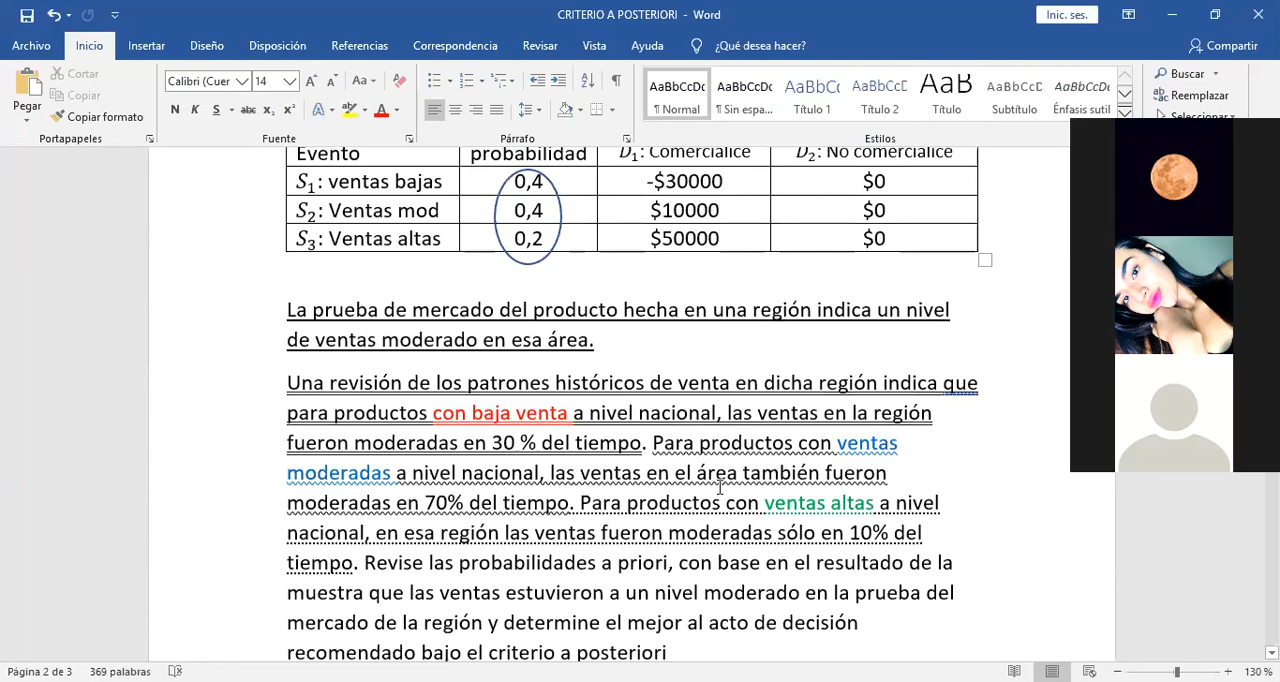 CRITERIO A POSTERIORI - Word
Inic. ses.
Archivo Inicio Insertar Diseño Disposición Referencias Correspondencia Revisar Vista Ayuda ¿Qué desea hacer? Compartir
Pegar
Cortar
Copiar
Copiar formato
Portapapeles
Calibri (Cuer 14
Aa
N K S abc x₂ x²
A A
Fuente
Párrafo
AaBbCcDc AaBbCcDc AaBbCc AaBbCcD AaB AaBbCcD AaBbCcDc
¶ Normal ¶ Sin espa... Título 1 Título 2 Título Subtítulo Énfasis sutil
Estilos
Buscar
Reemplazar
Seleccionar
Evento probabilidad D₁: Comercialice D₂: No comercialice
S₁: ventas bajas 0,4 -$30000 $0
S₂: Ventas mod 0,4 $10000 $0
S₃: Ventas altas 0,2 $50000 $0
La prueba de mercado del producto hecha en una región indica un nivel
de ventas moderado en esa área.
Una revisión de los patrones históricos de venta en dicha región indica que
para productos con baja venta a nivel nacional, las ventas en la región
fueron moderadas en 30 % del tiempo. Para productos con ventas
moderadas a nivel nacional, las ventas en el área también fueron
moderadas en 70% del tiempo. Para productos con ventas altas a nivel
nacional, en esa región las ventas fueron moderadas sólo en 10% del
tiempo. Revise las probabilidades a priori, con base en el resultado de la
muestra que las ventas estuvieron a un nivel moderado en la prueba del
mercado de la región y determine el mejor al acto de decisión
recomendado bajo el criterio a posteriori
Página 2 de 3 369 palabras
130 %